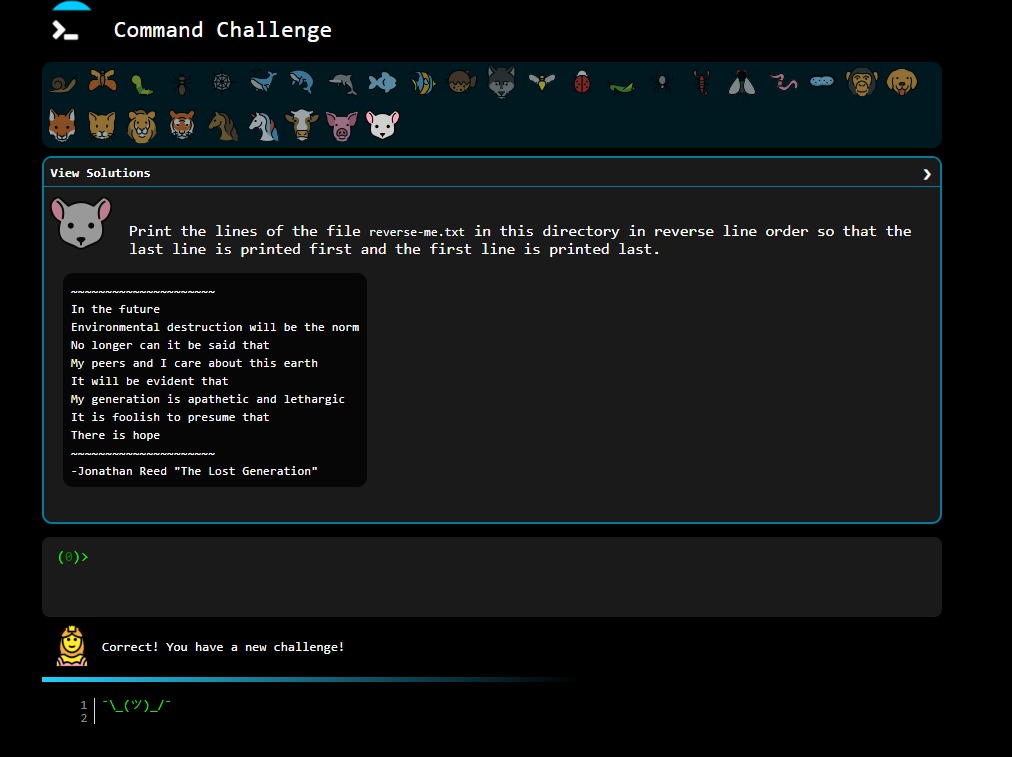 Command Challenge
View Solutions
Print the lines of the file reverse-me.txt in this directory in reverse line order so that the
last line is printed first and the first line is printed last.
~~~~~~~~~~~~~~~~~~~~~
In the future
Environmental destruction will be the norm
No longer can it be said that
My peers and I care about this earth
It will be evident that
My generation is apathetic and lethargic
It is foolish to presume that
There is hope
~~~~~~~~~~~~~~~~~~~~~
-Jonathan Reed "The Lost Generation"
(0)>
Correct! You have a new challenge!
1 ¯\_(ツ)_/¯
2